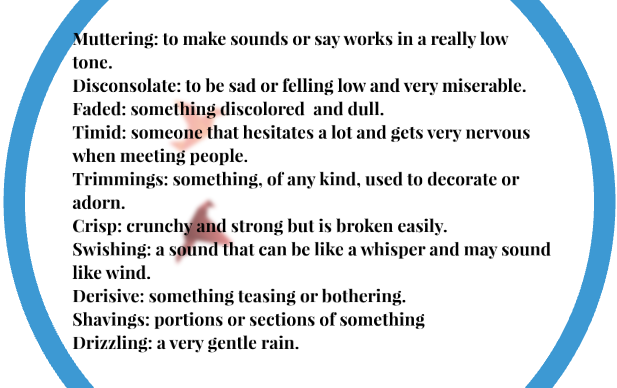 Muttering: to make sounds or say works in a really low
tone.
Disconsolate: to be sad or felling low and very miserable.
Faded: something discolored  and dull.
Timid: someone that hesitates a lot and gets very nervous
when meeting people.
Trimmings: something, of any kind, used to decorate or
adorn.
Crisp: crunchy and strong but is broken easily.
Swishing: a sound that can be like a whisper and may sound
like wind.
Derisive: something teasing or bothering.
Shavings: portions or sections of something
Drizzling: a very gentle rain.